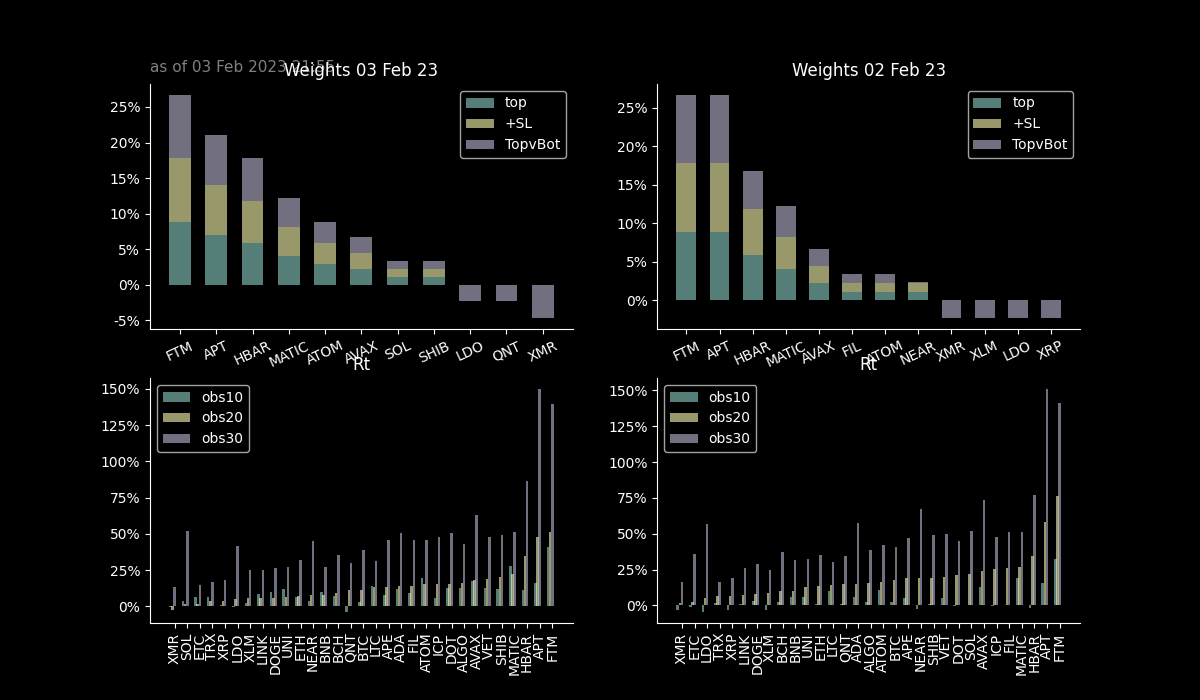 as of 03 Feb 2023 21:55
Weights 03 Feb 23
Weights 02 Feb 23
25%
20%
15%
10%
5%
0%
-5%
top
+SL
TopvBot
FTM APT HBAR MATIC ATOM AVAX SOL SHIB LDO QNT XMR
25%
20%
15%
10%
5%
0%
top
+SL
TopvBot
FTM APT HBAR MATIC AVAX FIL ATOM NEAR XMR XLM LDO XRP
Rt
150%
125%
100%
75%
50%
25%
0%
obs10
obs20
obs30
XMR SOL ETC TRX XRP LDO XLM LINK DOGE UNI ETH NEAR BNB BCH QNT BTC LTC APE ADA FIL ATOM ICP DOT ALGO AVAX VET SHIB MATIC HBAR APT FTM
Rt
150%
125%
100%
75%
50%
25%
0%
obs10
obs20
obs30
XMR ETC LDO TRX XRP LINK DOGE XLM BCH BNB UNI ETH LTC QNT ADA ALGO ATOM BTC APE NEAR SHIB VET DOT SOL AVAX ICP FIL MATIC HBAR APT FTM